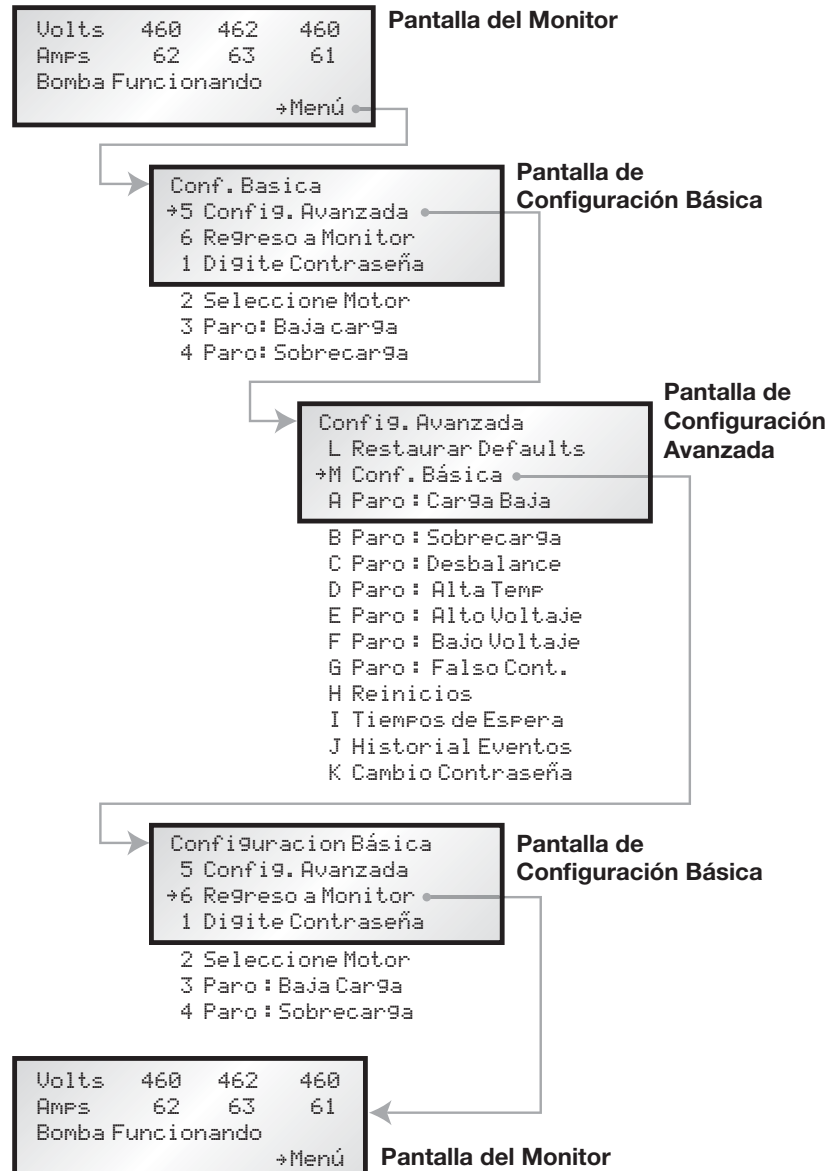 Pantalla del Monitor
Volts 460 462 460
Amps 62 63 61
Bomba Funcionando
→Menú
Pantalla de
Configuración Básica
Conf. Basica
→5 Config. Avanzada
6 Regreso a Monitor
1 Digite Contraseña
2 Seleccione Motor
3 Paro: Baja carga
4 Paro: Sobrecarga
Pantalla de
Configuración
Avanzada
Config. Avanzada
L Restaurar Defaults
→M Conf. Básica
A Paro : Carga Baja
B Paro : Sobrecarga
C Paro : Desbalance
D Paro : Alta Temp
E Paro : Alto Voltaje
F Paro : Bajo Voltaje
G Paro : Falso Cont.
H Reinicios
I Tiempos de Espera
J Historial Eventos
K Cambio Contraseña
Pantalla de
Configuración Básica
Configuracion Básica
5 Config. Avanzada
→6 Regreso a Monitor
1 Digite Contraseña
2 Seleccione Motor
3 Paro : Baja Carga
4 Paro : Sobrecarga
Volts 460 462 460
Amps 62 63 61
Bomba Funcionando
→Menú
Pantalla del Monitor